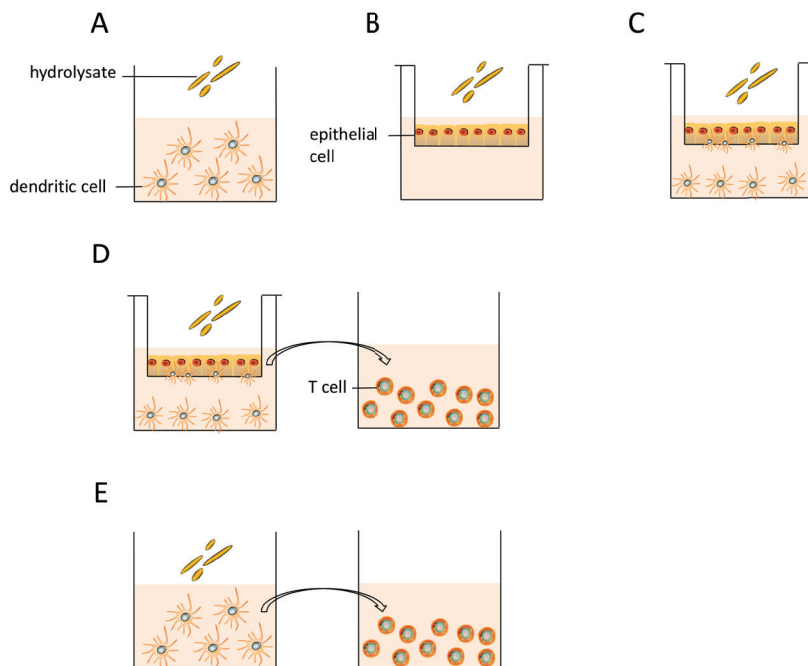 A
B
C
hydrolysate
epithelial
cell
dendritic cell
D
T cell
E